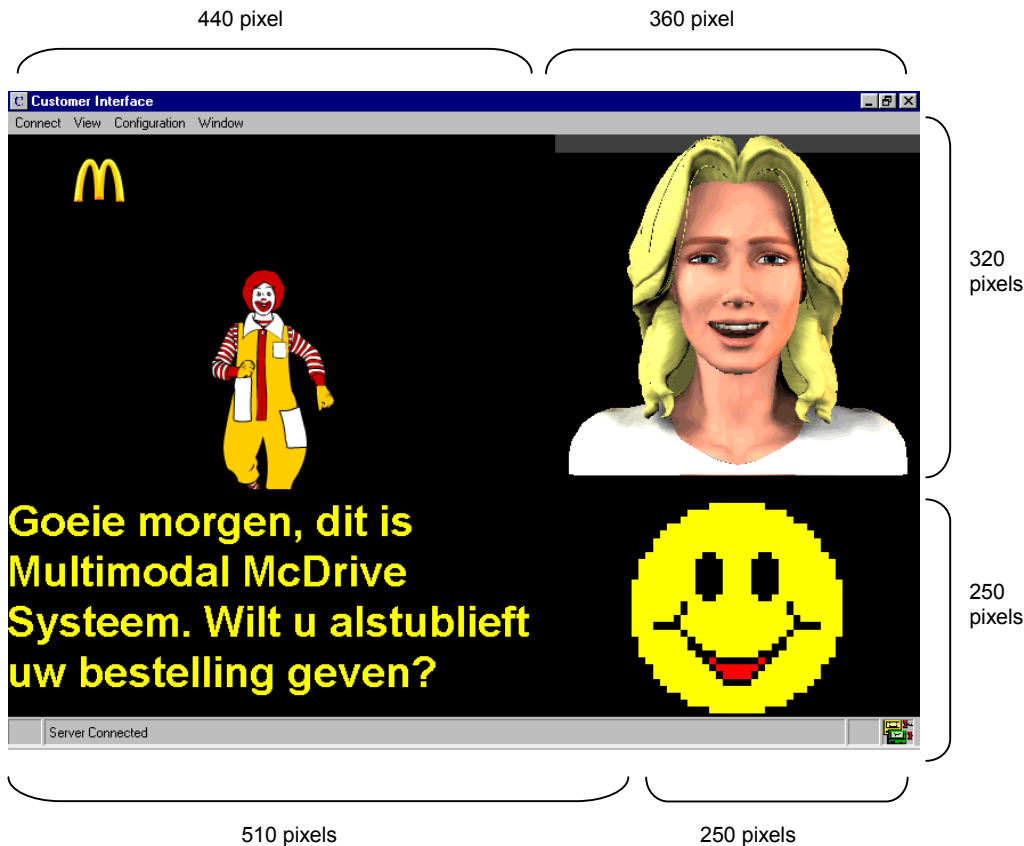 440 pixel
360 pixel
C Customer Interface
Connect View Configuration Window
320
pixels
Goeie morgen, dit is
Multimodal McDrive
Systeem. Wilt u alstublieft
uw bestelling geven?
250
pixels
Server Connected
510 pixels
250 pixels